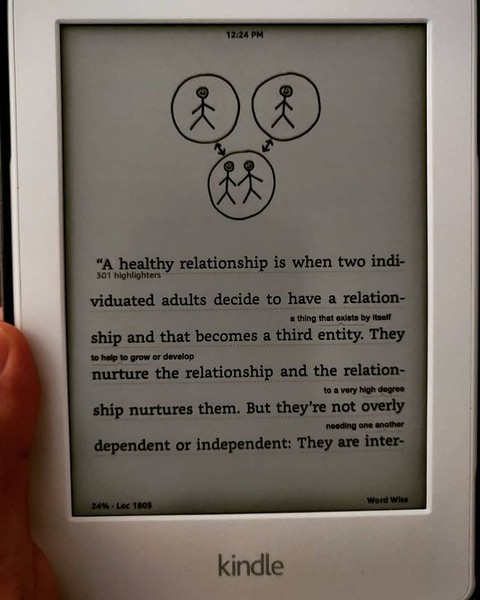 12:24 PM
“A healthy relationship is when two indi-
301 highlighters
viduated adults decide to have a relation-
a thing that exists by itself
ship and that becomes a third entity. They
to help to grow or develop
nurture the relationship and the relation-
to a very high degree
ship nurtures them. But they’re not overly
needing one another
dependent or independent: They are inter-
24% · Loc 1805 Word Wise
kindle